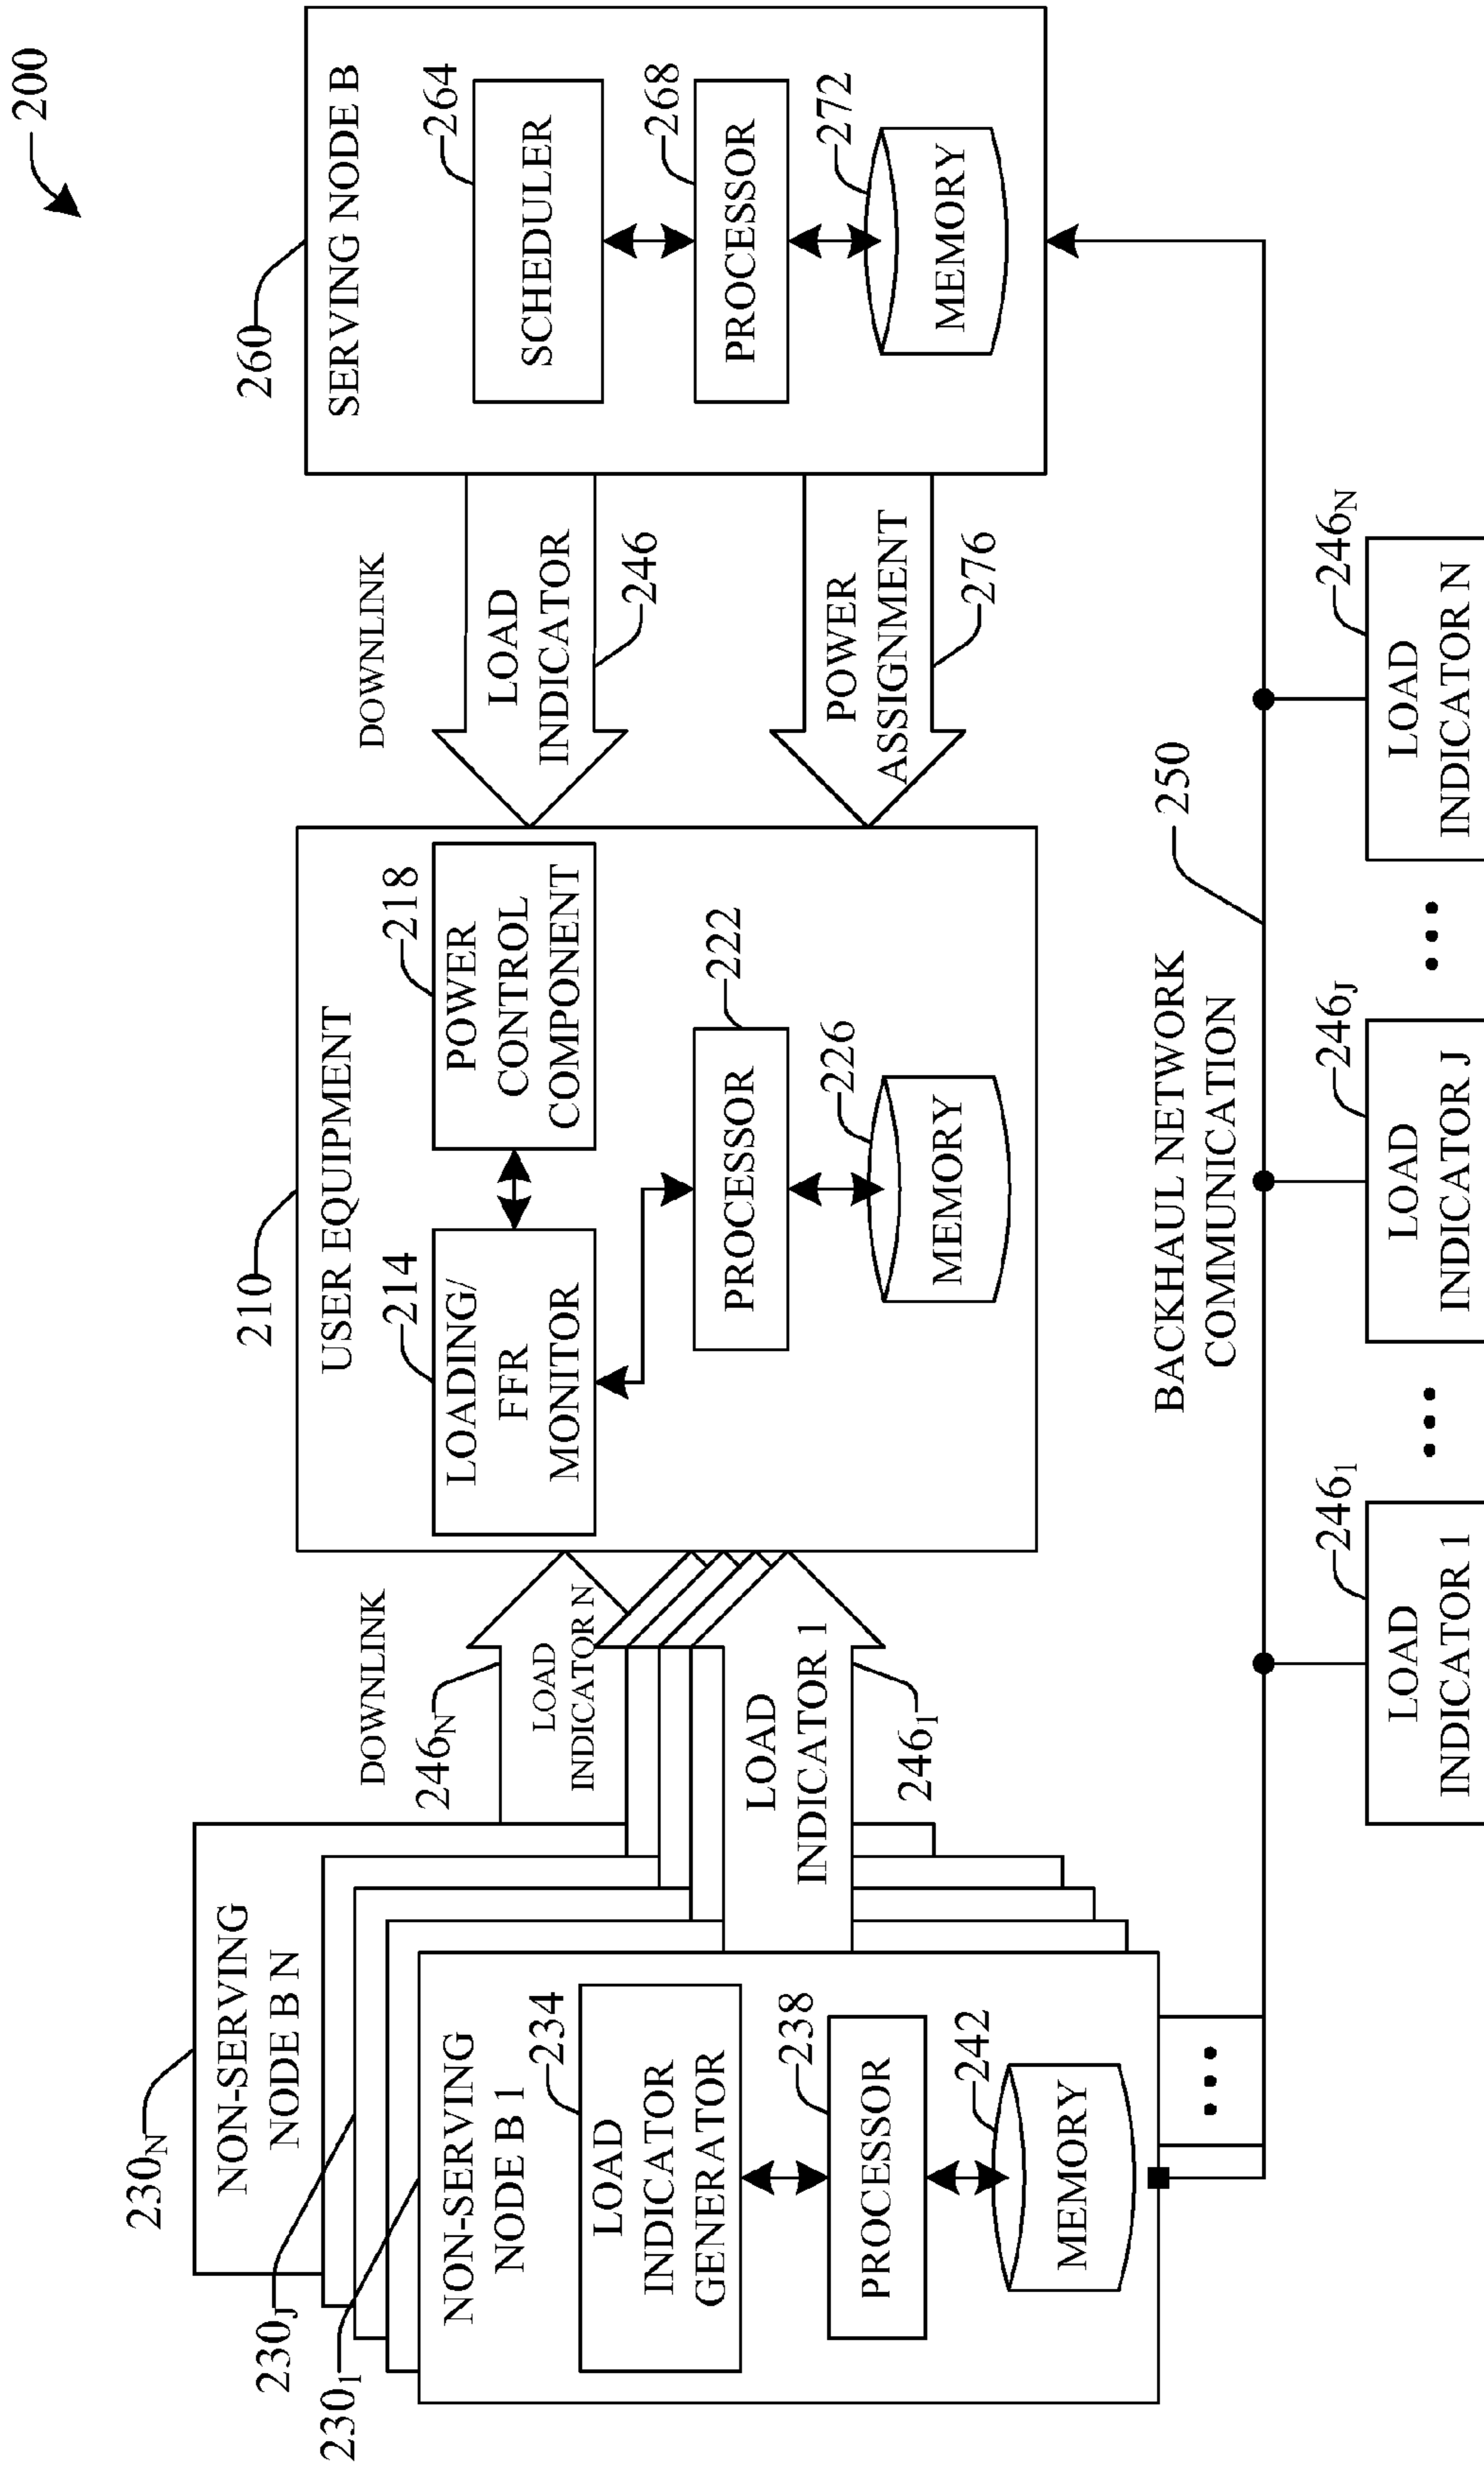 200
230N
NON-SERVING
NODE B N
230J
2301
NON-SERVING
NODE B 1
234
LOAD
INDICATOR
GENERATOR
238
PROCESSOR
242
MEMORY
DOWNLINK
246N
LOAD
INDICATOR N
LOAD
INDICATOR 1
2461
210
USER EQUIPMENT
214
LOADING/
FFR
MONITOR
218
POWER
CONTROL
COMPONENT
222
PROCESSOR
226
MEMORY
DOWNLINK
LOAD
INDICATOR
246
POWER
ASSIGNMENT
276
260
SERVING NODE B
264
SCHEDULER
268
PROCESSOR
272
MEMORY
BACKHAUL NETWORK
COMMUNICATION
250
2461
LOAD
INDICATOR 1
246J
LOAD
INDICATOR J
246N
LOAD
INDICATOR N